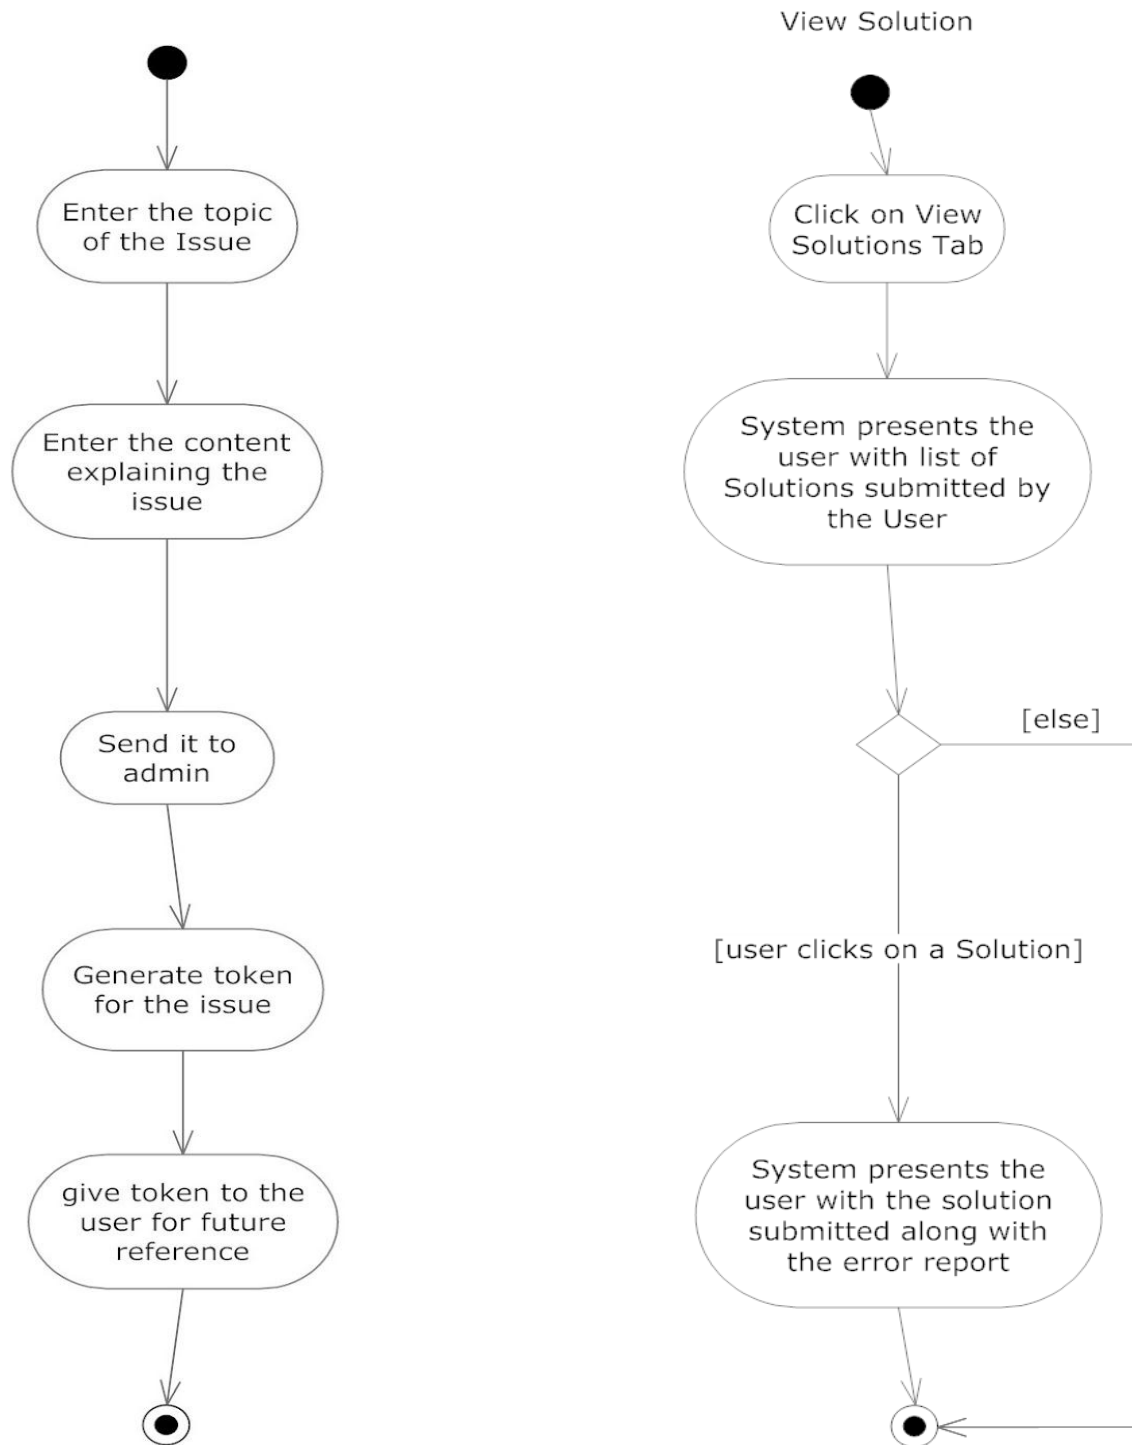 Enter the topic
of the Issue
Enter the content
explaining the
issue
Send it to
admin
Generate token
for the issue
give token to the
user for future
reference
View Solution
Click on View
Solutions Tab
System presents the
user with list of
Solutions submitted by
the User
[else]
[user clicks on a Solution]
System presents the
user with the solution
submitted along with
the error report